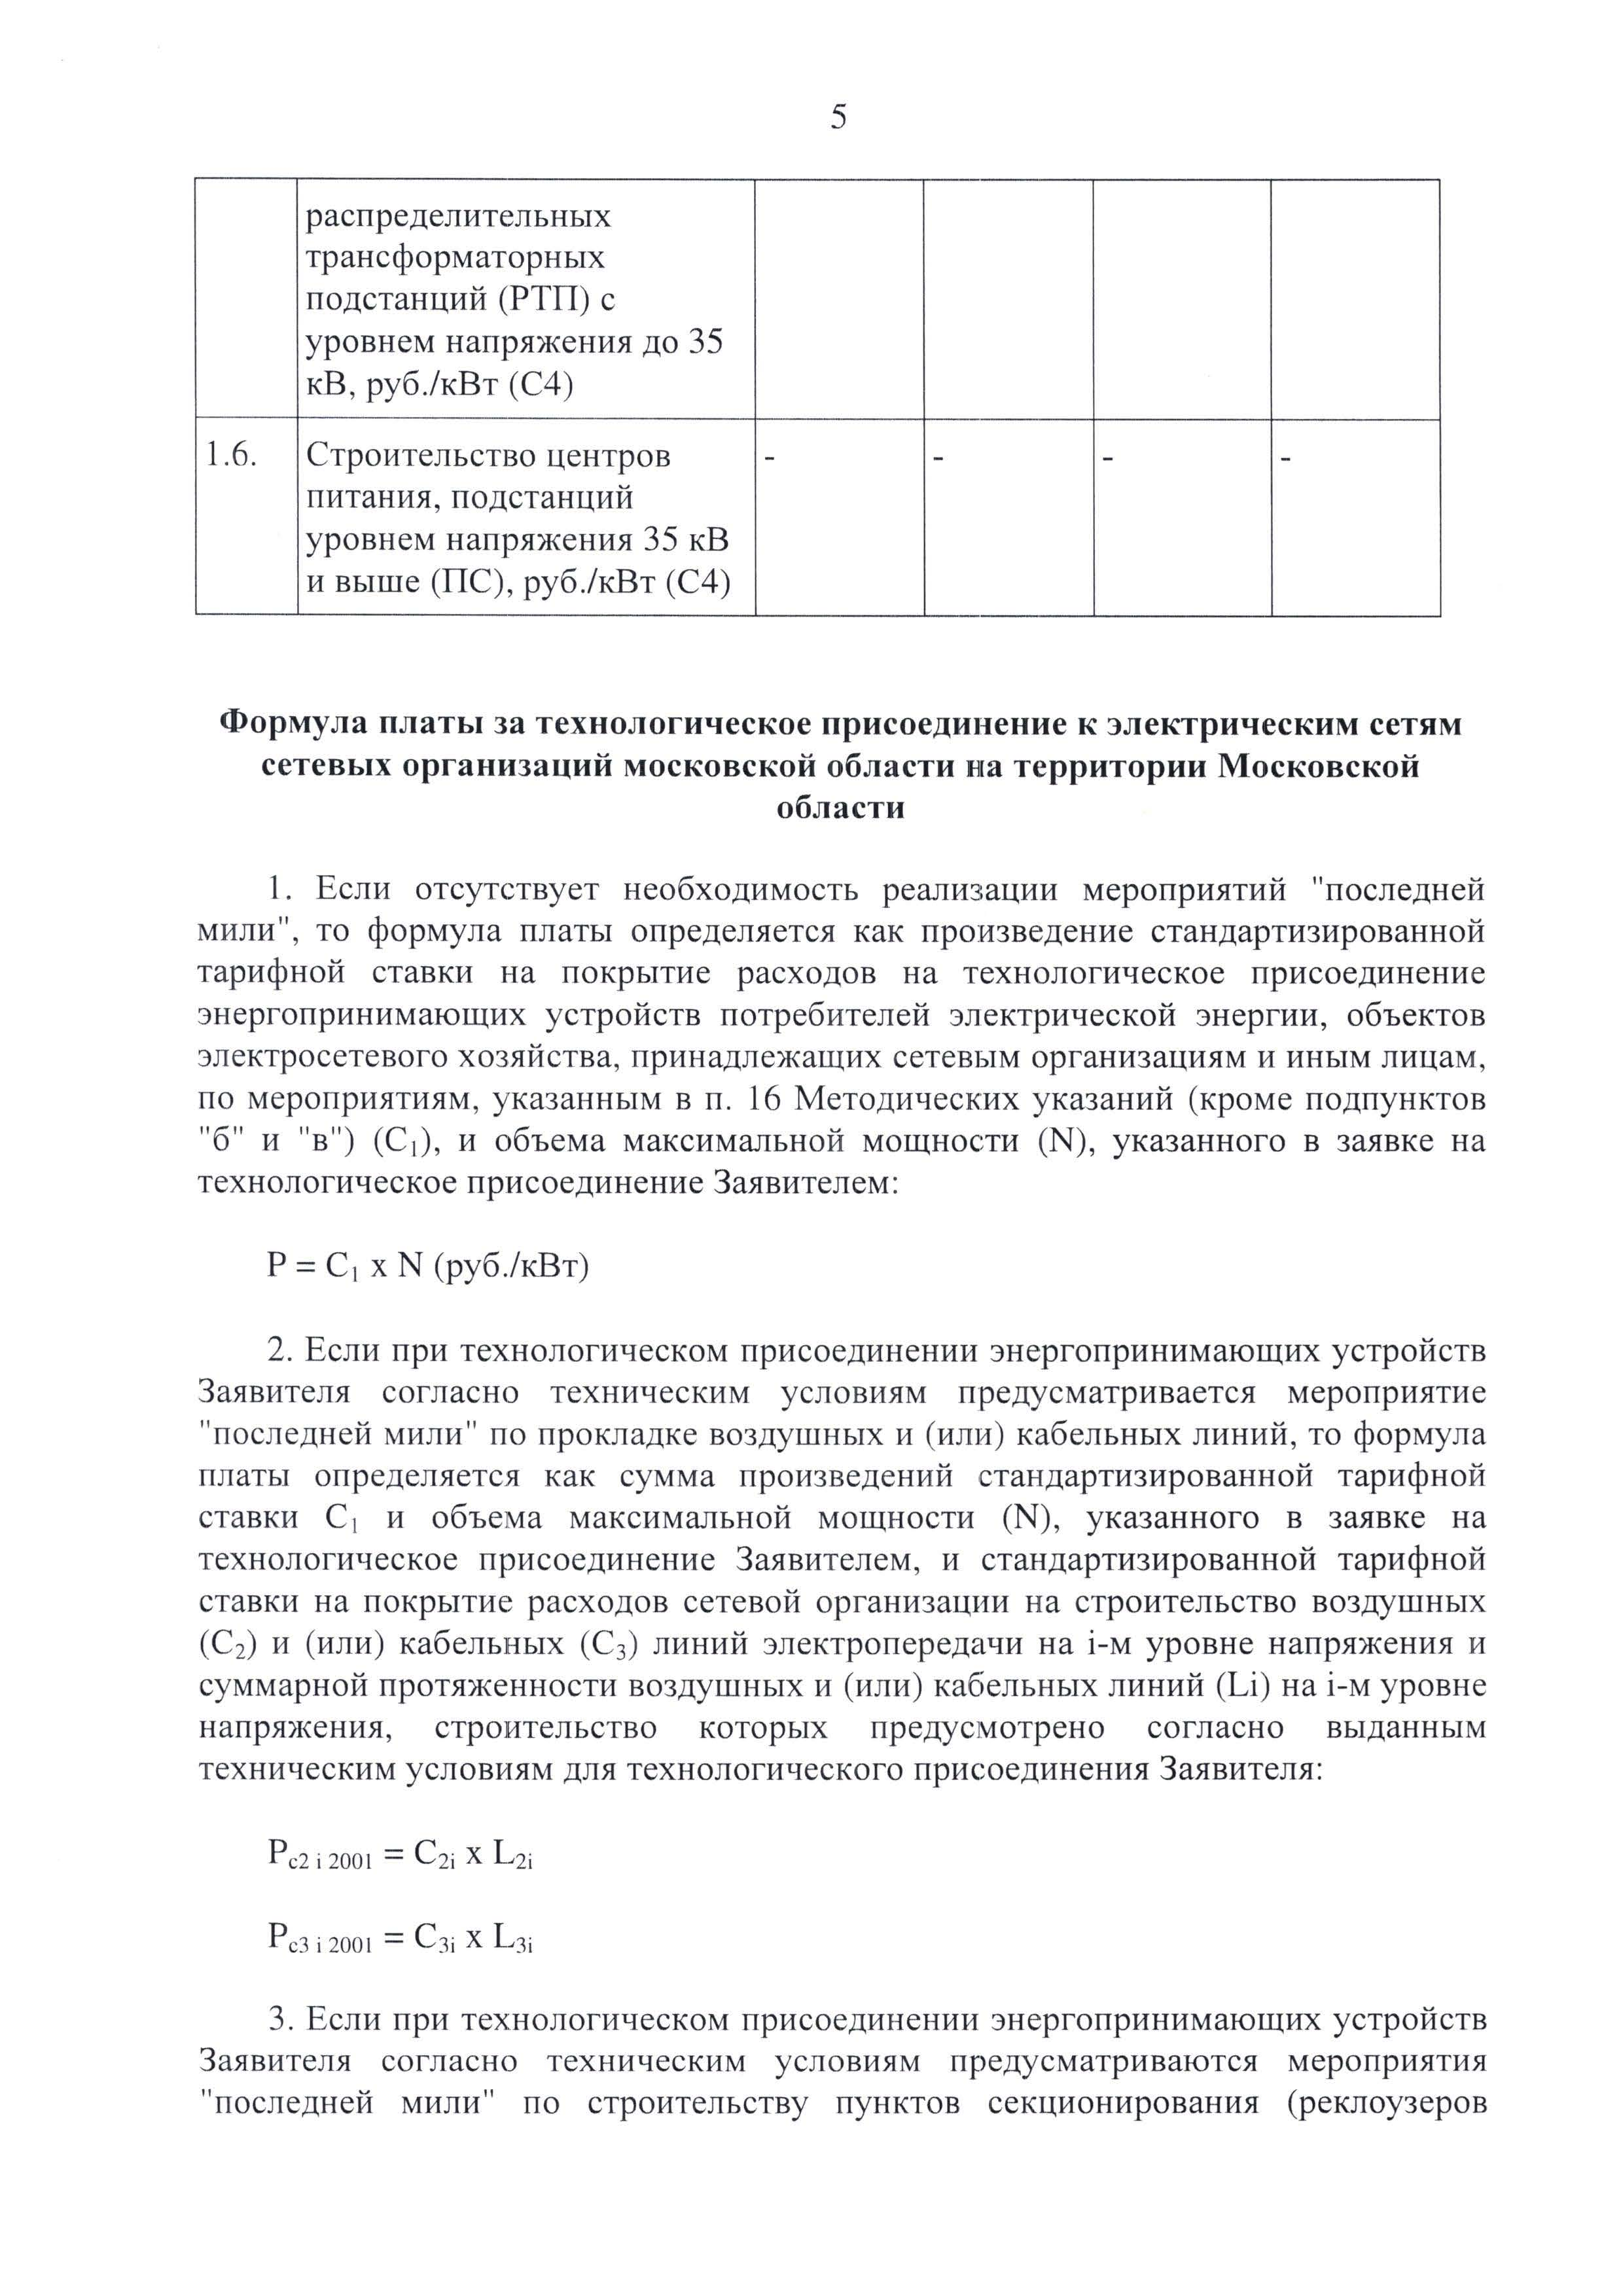 5
распределительных
трансформаторных
подстанций (РТП) с
уровнем напряжения до 35
кВ, руб./кВт (С4)
1.6. Строительство центров - - - -
питания, подстанций
уровнем напряжения 35 кВ
и выше (ПС), руб./кВт (С4)
Формула платы за технологическое присоединение к электрическим сетям
сетевых организаций московской области на территории Московской
области
1. Если отсутствует необходимость реализации мероприятий "последней
мили", то формула платы определяется как произведение стандартизированной
тарифной ставки на покрытие расходов на технологическое присоединение
энергопринимающих устройств потребителей электрической энергии, объектов
электросетевого хозяйства, принадлежащих сетевым организациям и иным лицам,
по мероприятиям, указанным в п. 16 Методических указаний (кроме подпунктов
"б" и "в") (С₁), и объема максимальной мощности (N), указанного в заявке на
технологическое присоединение Заявителем:
P = C₁ x N (руб./кВт)
2. Если при технологическом присоединении энергопринимающих устройств
Заявителя согласно техническим условиям предусматривается мероприятие
"последней мили" по прокладке воздушных и (или) кабельных линий, то формула
платы определяется как сумма произведений стандартизированной тарифной
ставки С₁ и объема максимальной мощности (N), указанного в заявке на
технологическое присоединение Заявителем, и стандартизированной тарифной
ставки на покрытие расходов сетевой организации на строительство воздушных
(С₂) и (или) кабельных (С₃) линий электропередачи на i-м уровне напряжения и
суммарной протяженности воздушных и (или) кабельных линий (Li) на i-м уровне
напряжения, строительство которых предусмотрено согласно выданным
техническим условиям для технологического присоединения Заявителя:
Pc2 i 2001 = C2i x L2i
Pc3 i 2001 = C3i x L3i
3. Если при технологическом присоединении энергопринимающих устройств
Заявителя согласно техническим условиям предусматриваются мероприятия
"последней мили" по строительству пунктов секционирования (реклоузеров